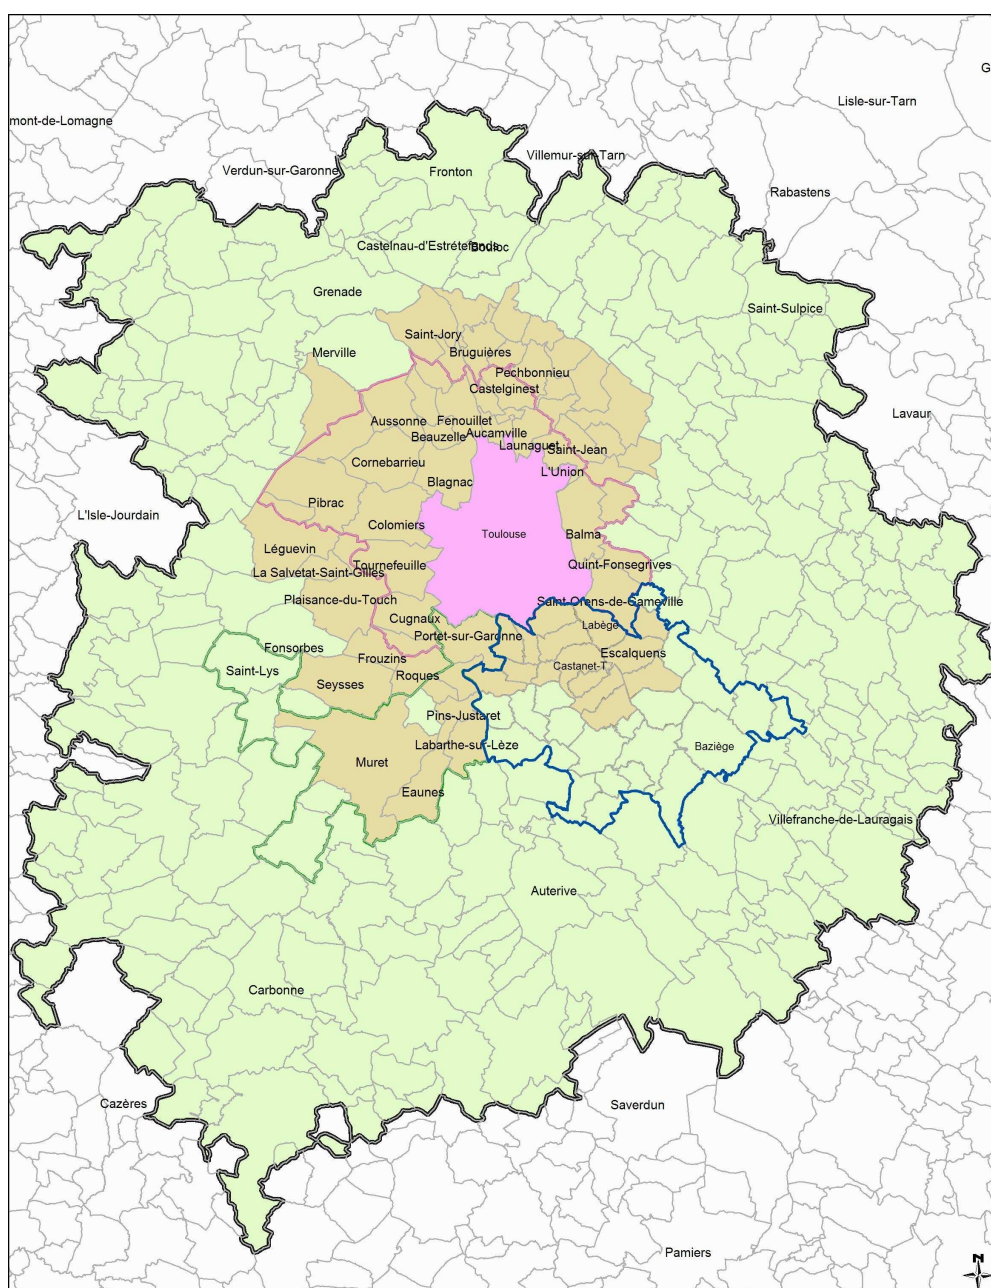 G
Lisle-sur-Tarn
mont-de-Lomagne
Villemur-sur-Tarn
Verdun-sur-Garonne
Fronton
Rabastens
Castelnau-d'Estrétefonds
Bouloc
Grenade
Saint-Sulpice
Saint-Jory
Merville
Bruguières
Pechbonnieu
Castelginest
Lavaur
Aussonne
Fenouillet
Beauzelle
Aucamville
Launaguet
Saint-Jean
Cornebarrieu
L'Union
Blagnac
Pibrac
L'Isle-Jourdain
Colomiers
Toulouse
Balma
Léguevin
Tournefeuille
Quint-Fonsegrives
La Salvetat-Saint-Gilles
Plaisance-du-Touch
Saint-Orens-de-Gameville
Cugnaux
Labège
Portet-sur-Garonne
Fonsorbes
Escalquens
Frouzins
Castanet-T
Saint-Lys
Roques
Seysses
Pins-Justaret
Labarthe-sur-Lèze
Baziège
Muret
Eaunes
Villefranche-de-Lauragais
Auterive
Carbonne
Cazères
Saverdun
Pamiers
N